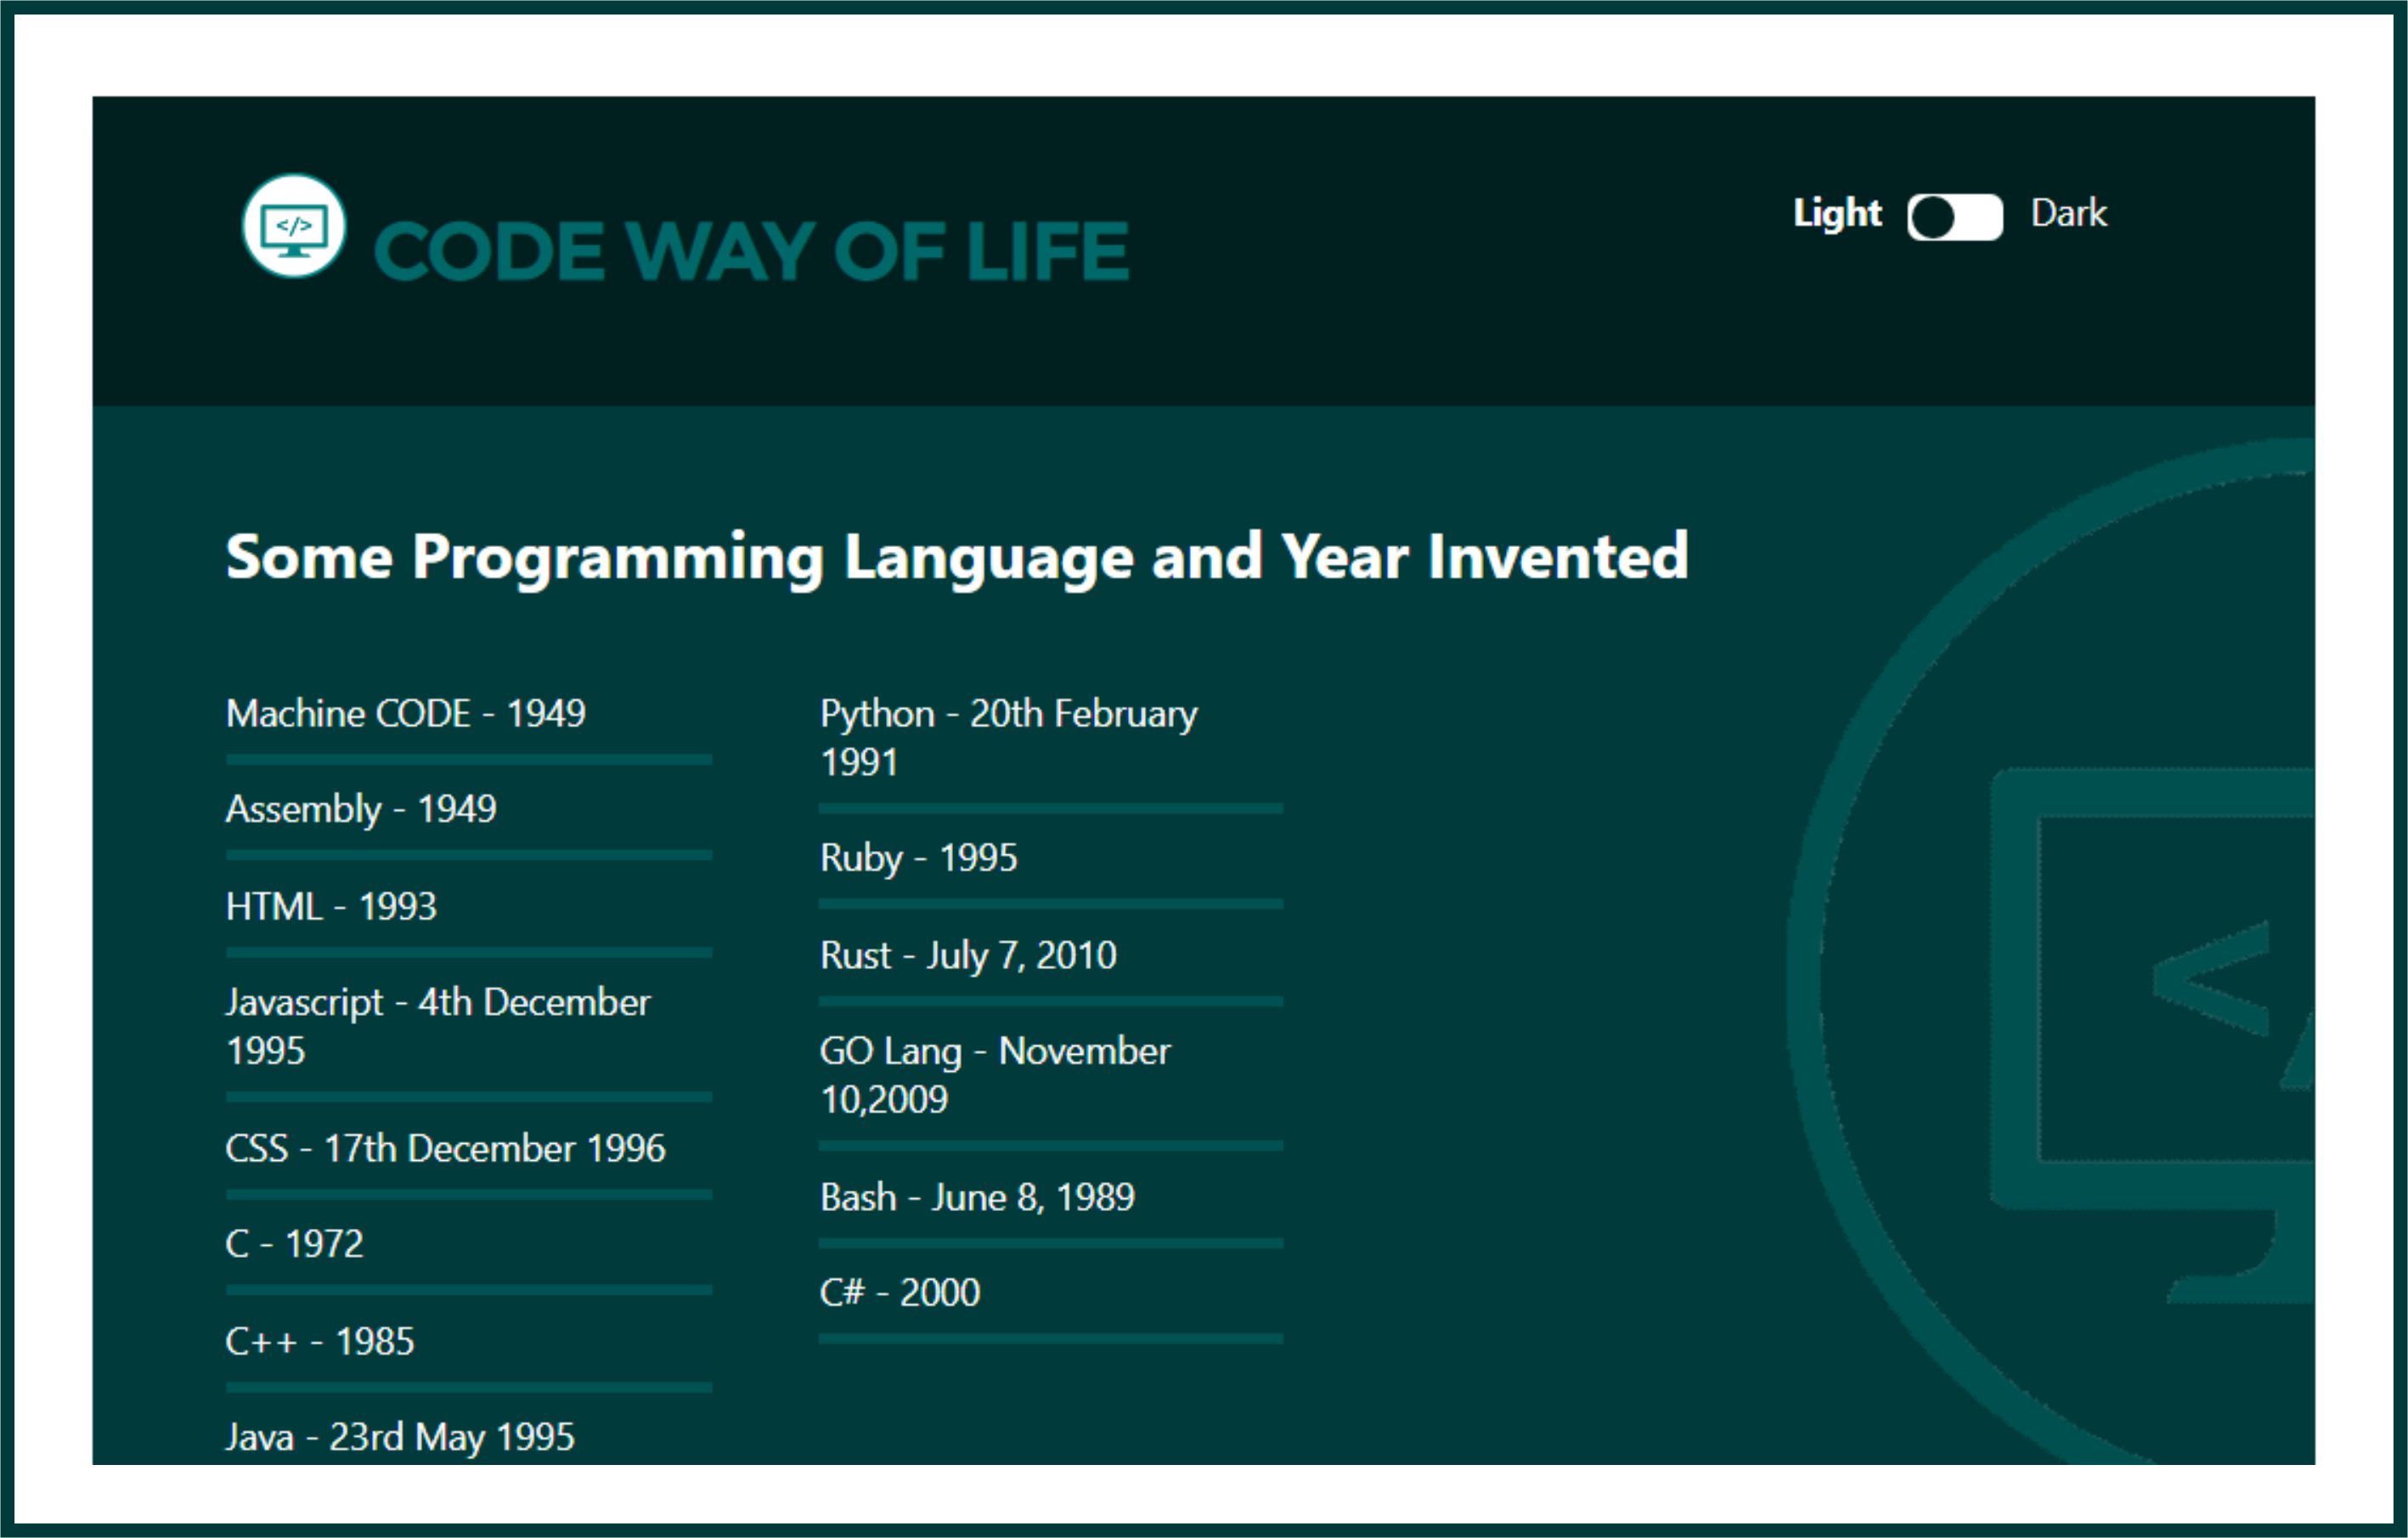 </>
CODE WAY OF LIFE
Light
Dark
Some Programming Language and Year Invented
Machine CODE - 1949
Assembly - 1949
HTML - 1993
Javascript - 4th December
1995
CSS - 17th December 1996
C - 1972
C++ - 1985
Java - 23rd May 1995
Python - 20th February
1991
Ruby - 1995
Rust - July 7, 2010
GO Lang - November
10,2009
Bash - June 8, 1989
C# - 2000